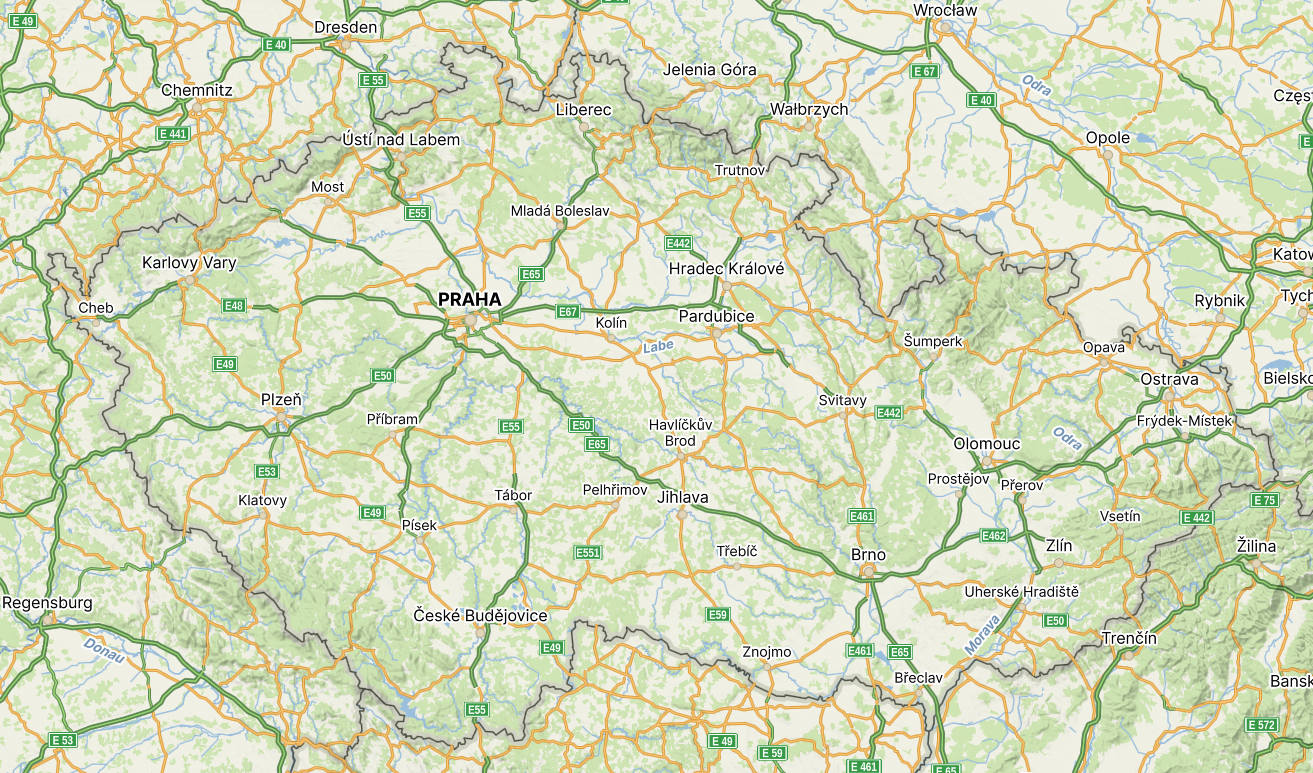 E 49
Dresden
Wrocław
E 40
E 55
Jelenia Góra
E 67
Odra
E 40
Chemnitz
Liberec
Wałbrzych
Częs
E 441
Ústí nad Labem
Opole
Most
Trutnov
E55
Mladá Boleslav
E442
Karlovy Vary
E65
Hradec Králové
Katow
PRAHA
Cheb
E48
E67
Kolín
Pardubice
Rybnik
Tych
Labe
Šumperk
Opava
E49
E50
Ostrava
Bielsko
Plzeň
Svitavy
E442
Příbram
E55
E50
Havlíčkův
Brod
Frýdek-Místek
E65
Olomouc
Odra
E53
Prostějov
Přerov
Klatovy
Tábor
Pelhřimov
Jihlava
E 75
E49
Písek
E461
Vsetín
E 442
E462
E551
Třebíč
Brno
Zlín
Žilina
Regensburg
Uherské Hradiště
České Budějovice
E59
E50
Donau
E49
Znojmo
E461
E65
Morava
Trenčín
Břeclav
Bansk
E55
E 53
E 49
E 59
E 572
E 461
E 65